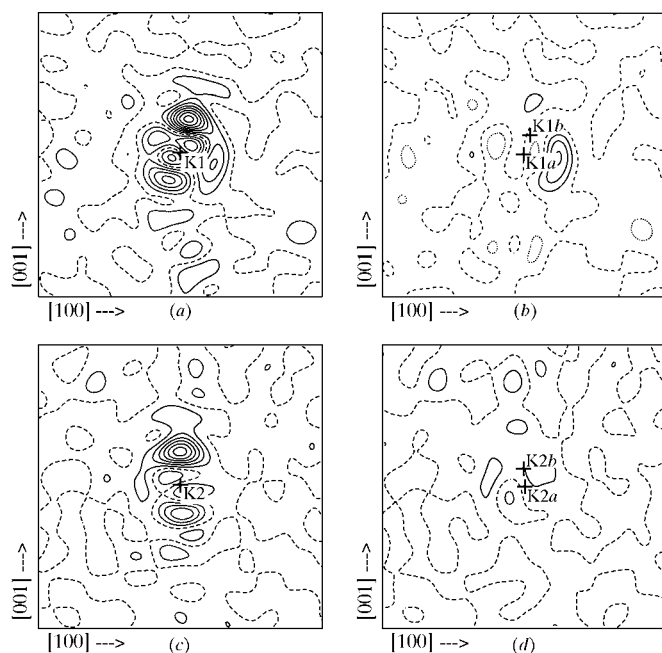 K1
K1b
K1a
[001] --->
[001] --->
[100] --->
(a)
[100] --->
(b)
K2
K2b
K2a
[001] --->
[001] --->
[100] --->
(c)
[100] --->
(d)